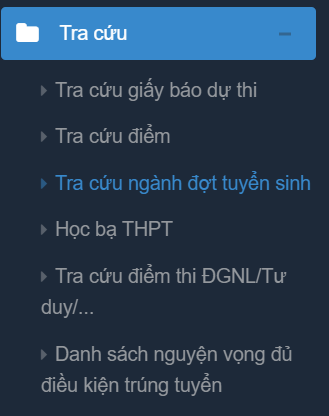 Tra cứu
Tra cứu giấy báo dự thi
Tra cứu điểm
Tra cứu ngành đợt tuyển sinh
Học bạ THPT
Tra cứu điểm thi ĐGNL/Tư
duy/...
Danh sách nguyện vọng đủ
điều kiện trúng tuyển